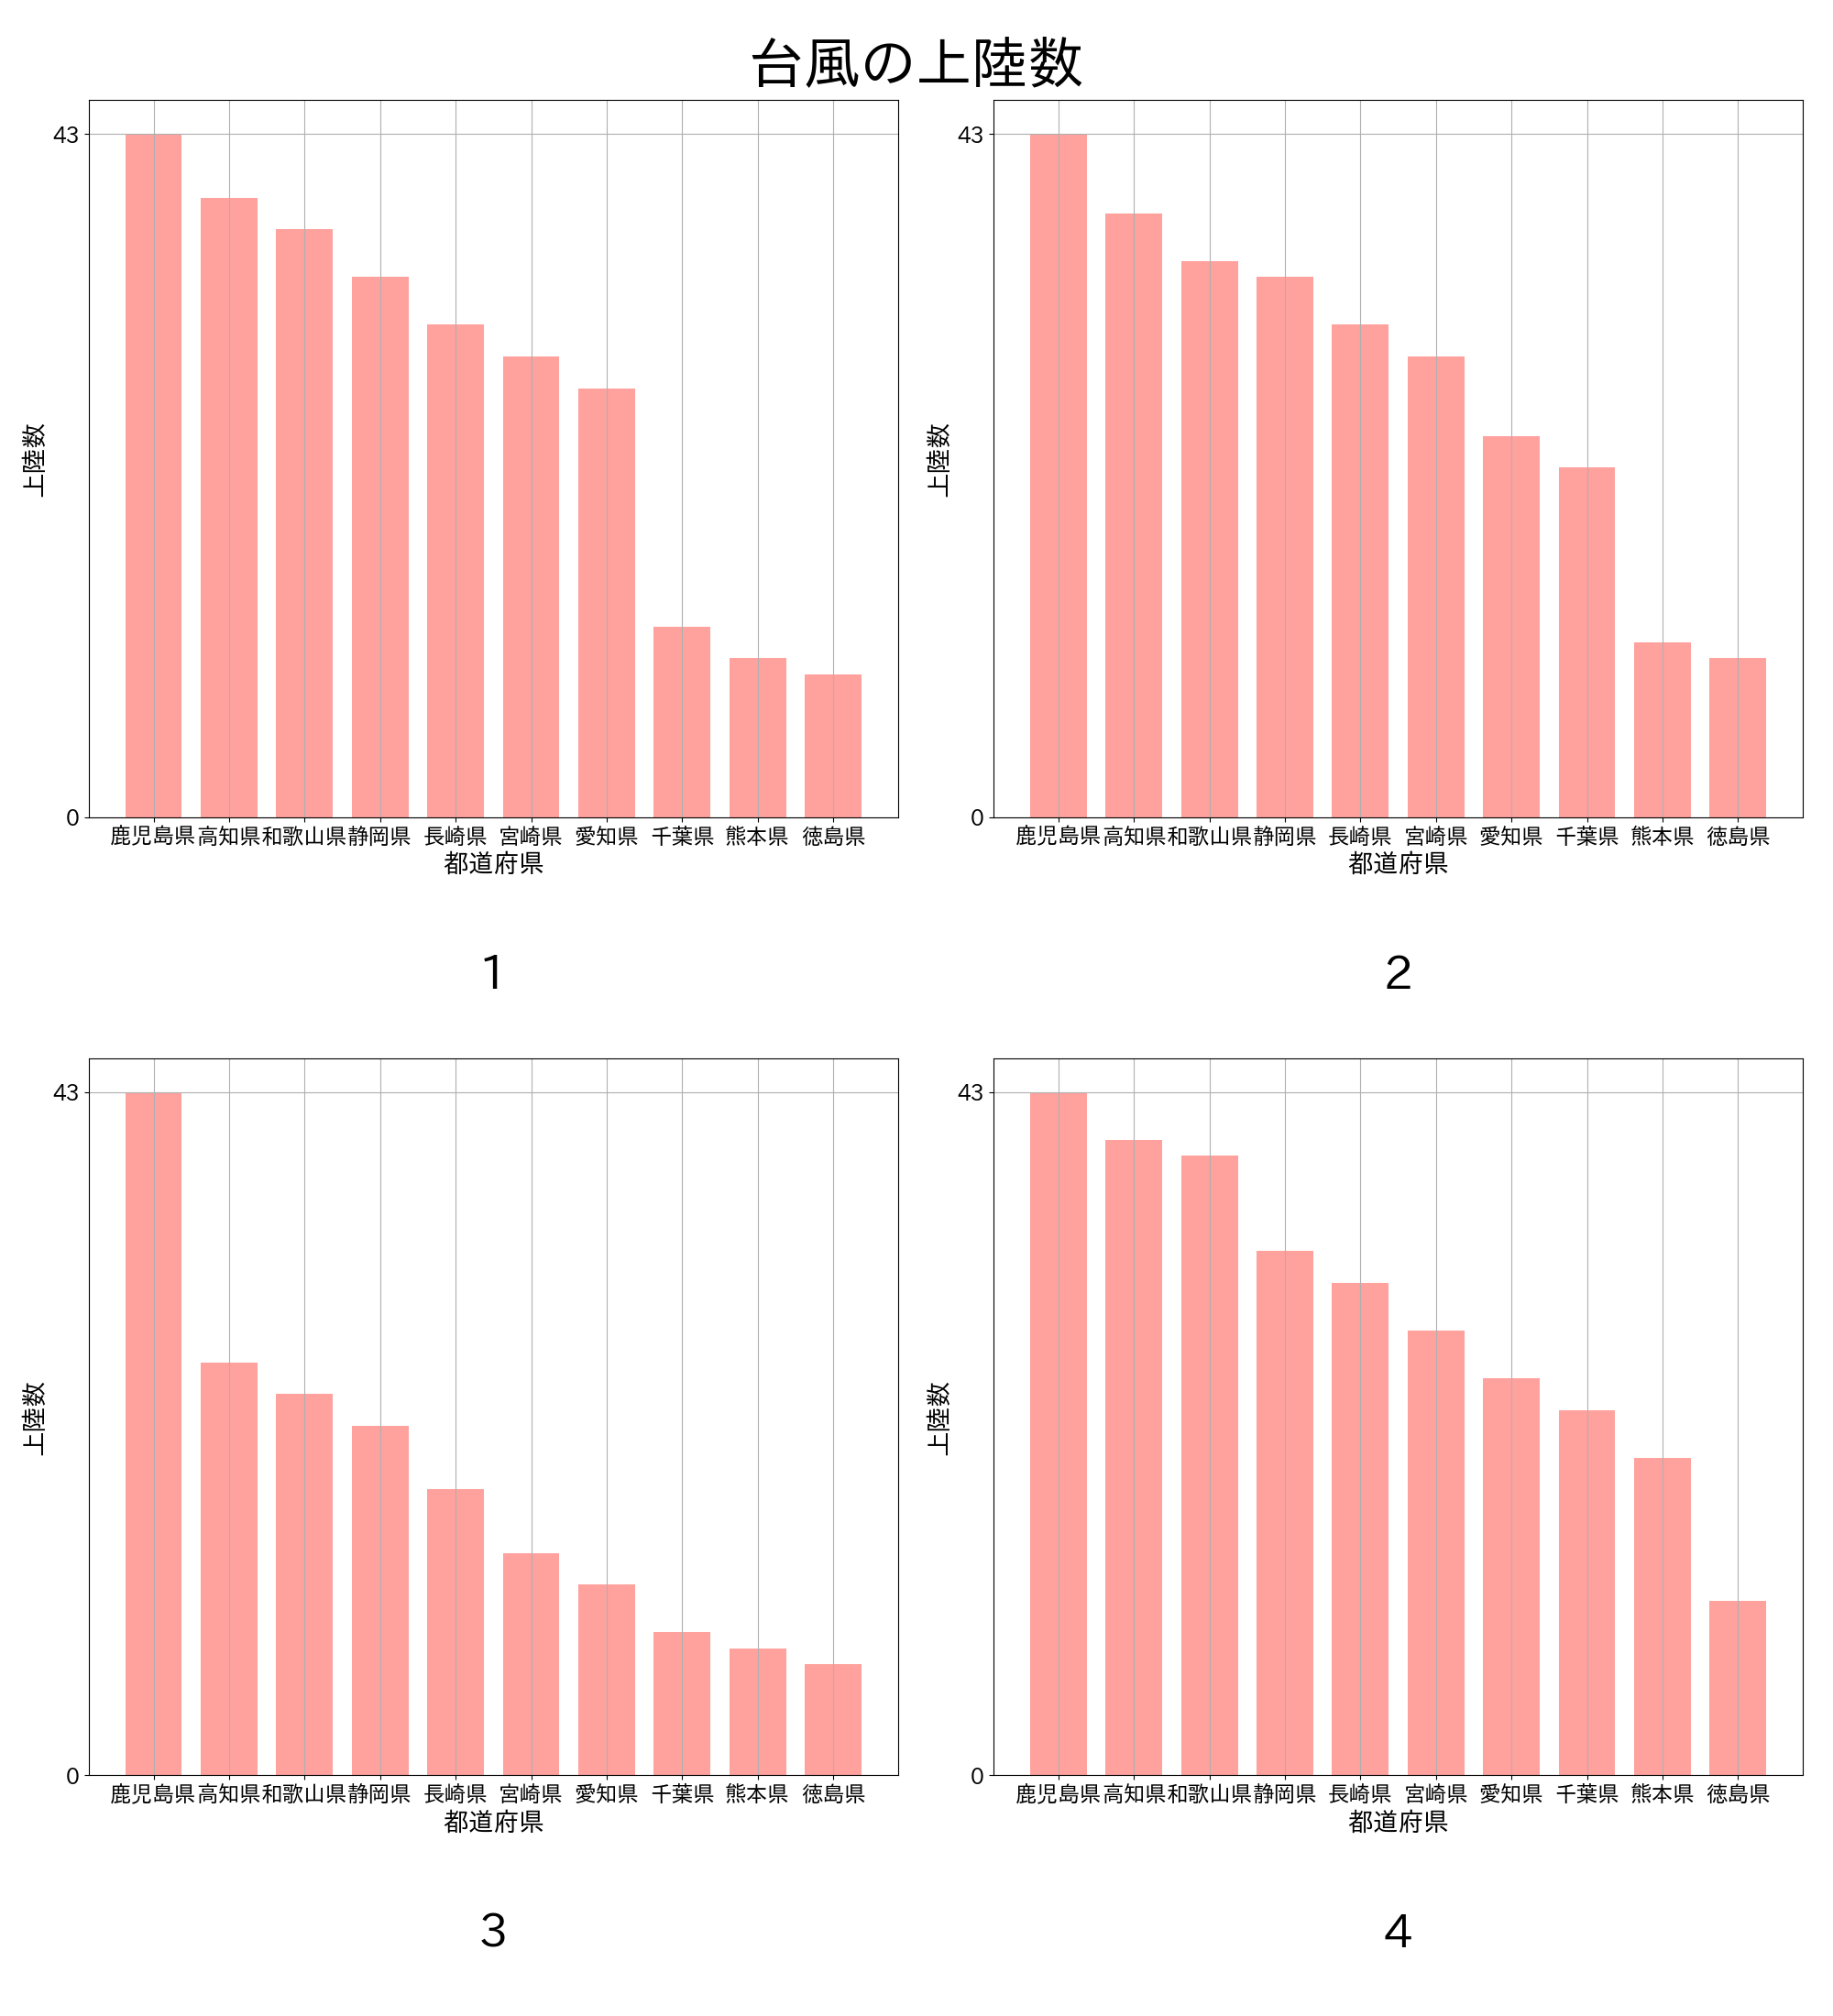 台風の上陸数
43
0
上陸数
鹿児島県 高知県 和歌山県 静岡県 長崎県 宮崎県 愛知県 千葉県 熊本県 徳島県
都道府県
1
43
0
上陸数
鹿児島県 高知県 和歌山県 静岡県 長崎県 宮崎県 愛知県 千葉県 熊本県 徳島県
都道府県
2
43
0
上陸数
鹿児島県 高知県 和歌山県 静岡県 長崎県 宮崎県 愛知県 千葉県 熊本県 徳島県
都道府県
3
43
0
上陸数
鹿児島県 高知県 和歌山県 静岡県 長崎県 宮崎県 愛知県 千葉県 熊本県 徳島県
都道府県
4